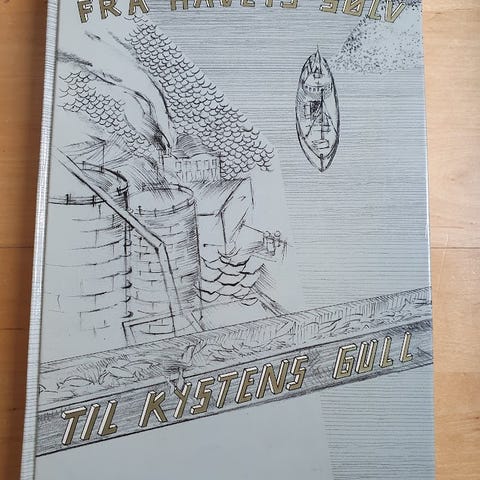 FRA HAVETS SØLV
TIL KYSTENS GULL